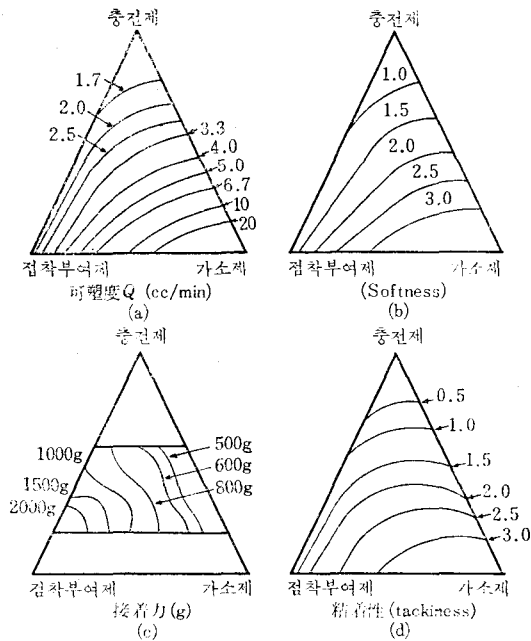 충전제
1.7
2.0
2.5
3.3
4.0
5.0
6.7
10
20
점착부여제 가소제
可塑度Q (cc/min)
(a)
충전제
1.0
1.5
2.0
2.5
3.0
점착부여제 가소제
(Softness)
(b)
충전제
1000g
1500g
2000g
500g
600g
800g
점착부여제 가소제
接着力(g)
(c)
충전제
0.5
1.0
1.5
2.0
2.5
3.0
점착부여제 가소제
粘着性(tackiness)
(d)